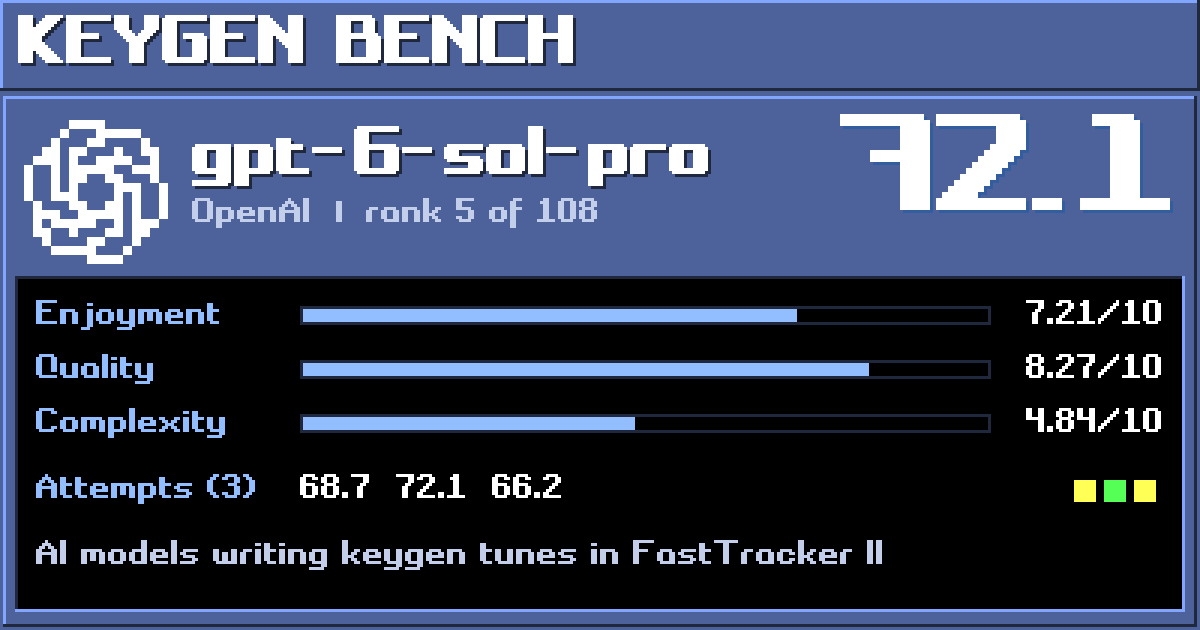 KEYGEN BENCH
gpt-6-sol-pro
72.1
OpenAI | rank 5 of 108
Enjoyment 7.21/10
Quality 8.27/10
Complexity 4.84/10
Attempts (3) 68.7 72.1 66.2
AI models writing keygen tunes in FastTracker II